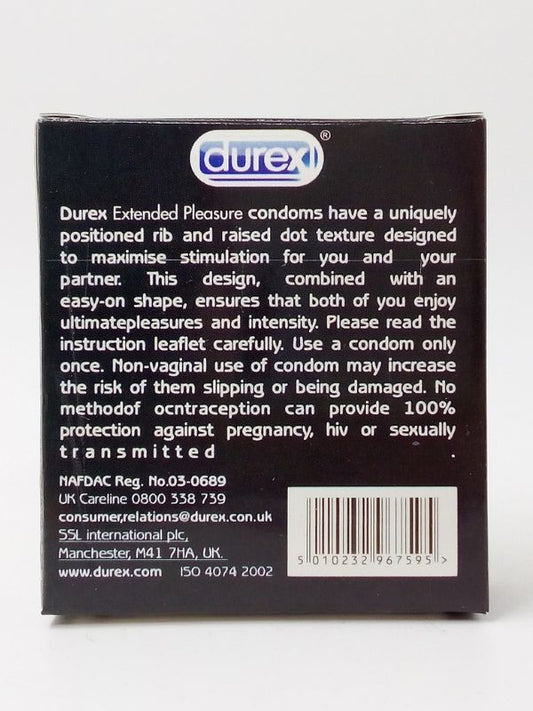 durex®
Durex Extended Pleasure condoms have a uniquely
positioned rib and raised dot texture designed
to maximise stimulation for you and your
partner. This design, combined with an
easy-on shape, ensures that both of you enjoy
ultimatepleasures and intensity. Please read the
instruction leaflet carefully. Use a condom only
once. Non-vaginal use of condom may increase
the risk of them slipping or being damaged. No
methodof ocntraception can provide 100%
protection against pregnancy, hiv or sexually
transmitted .
NAFDAC Reg. No.03-0689
UK Careline 0800 338 739
consumer,relations@durex.con.uk
SSL international plc,
Manchester, M41 7HA, UK.
www.durex.com ISO 4074 2002
5 010232 967595 >